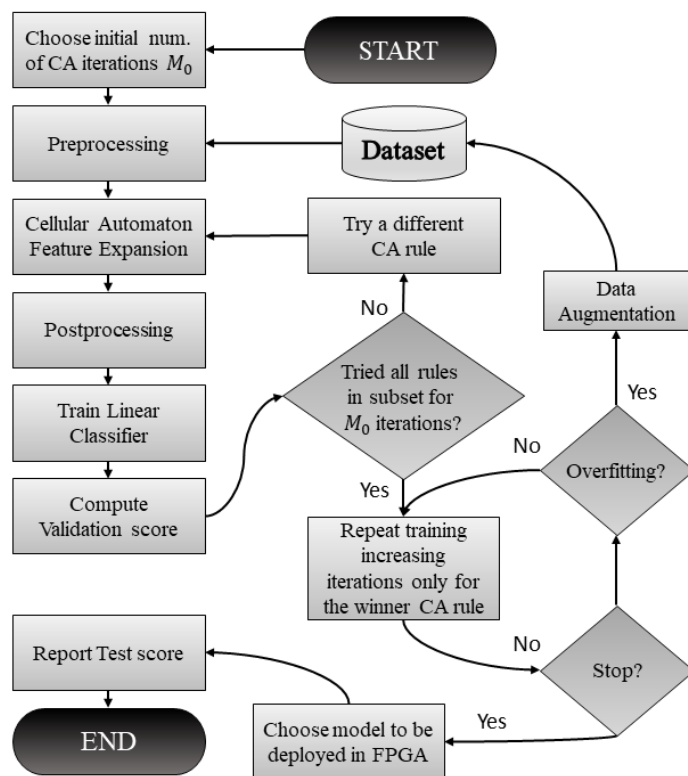 START
Choose initial num.
of CA iterations M₀
Preprocessing
Dataset
Cellular Automaton
Feature Expansion
Try a different
CA rule
Data
Augmentation
Postprocessing
No
Tried all rules
in subset for
M₀ iterations?
Yes
Train Linear
Classifier
No
Overfitting?
Yes
Compute
Validation score
Repeat training
increasing
iterations only for
the winner CA rule
No
Stop?
Yes
Choose model to be
deployed in FPGA
Report Test score
END